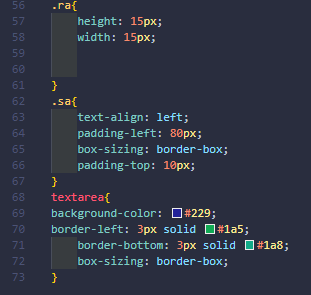 56 .ra{
57 height: 15px;
58 width: 15px;
59
60
61 }
62 .sa{
63 text-align: left;
64 padding-left: 80px;
65 box-sizing: border-box;
66 padding-top: 10px;
67 }
68 textarea{
69 background-color: #229;
70 border-left: 3px solid #1a5;
71 border-bottom: 3px solid #1a8;
72 box-sizing: border-box;
73 }